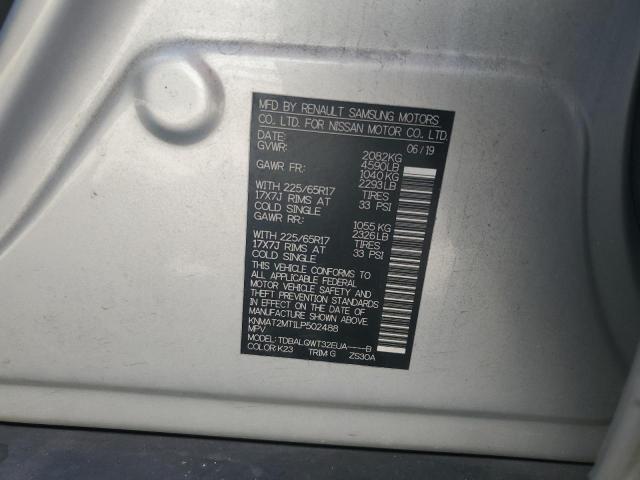 MFD BY RENAULT SAMSUNG MOTORS
CO., LTD. FOR NISSAN MOTOR CO., LTD.
DATE: 06/19
GVWR: 2082KG
4590LB
GAWR FR: 1040KG
2293LB
WITH 225/65R17 TIRES
17X7J RIMS AT 33 PSI
COLD SINGLE
GAWR RR: 1055 KG
2326LB
WITH 225/65R17 TIRES
17X7J RIMS AT 33 PSI
COLD SINGLE
THIS VEHICLE CONFORMS TO
ALL APPLICABLE FEDERAL
MOTOR VEHICLE SAFETY AND
THEFT PREVENTION STANDARDS
IN EFFECT ON THE DATE OF
MANUFACTURE SHOWN ABOVE.
KNMAT2MT1LP502488
MPV
MODEL: TDBALGWT32EUA----B
COLOR: K23 TRIM: G ZS30A